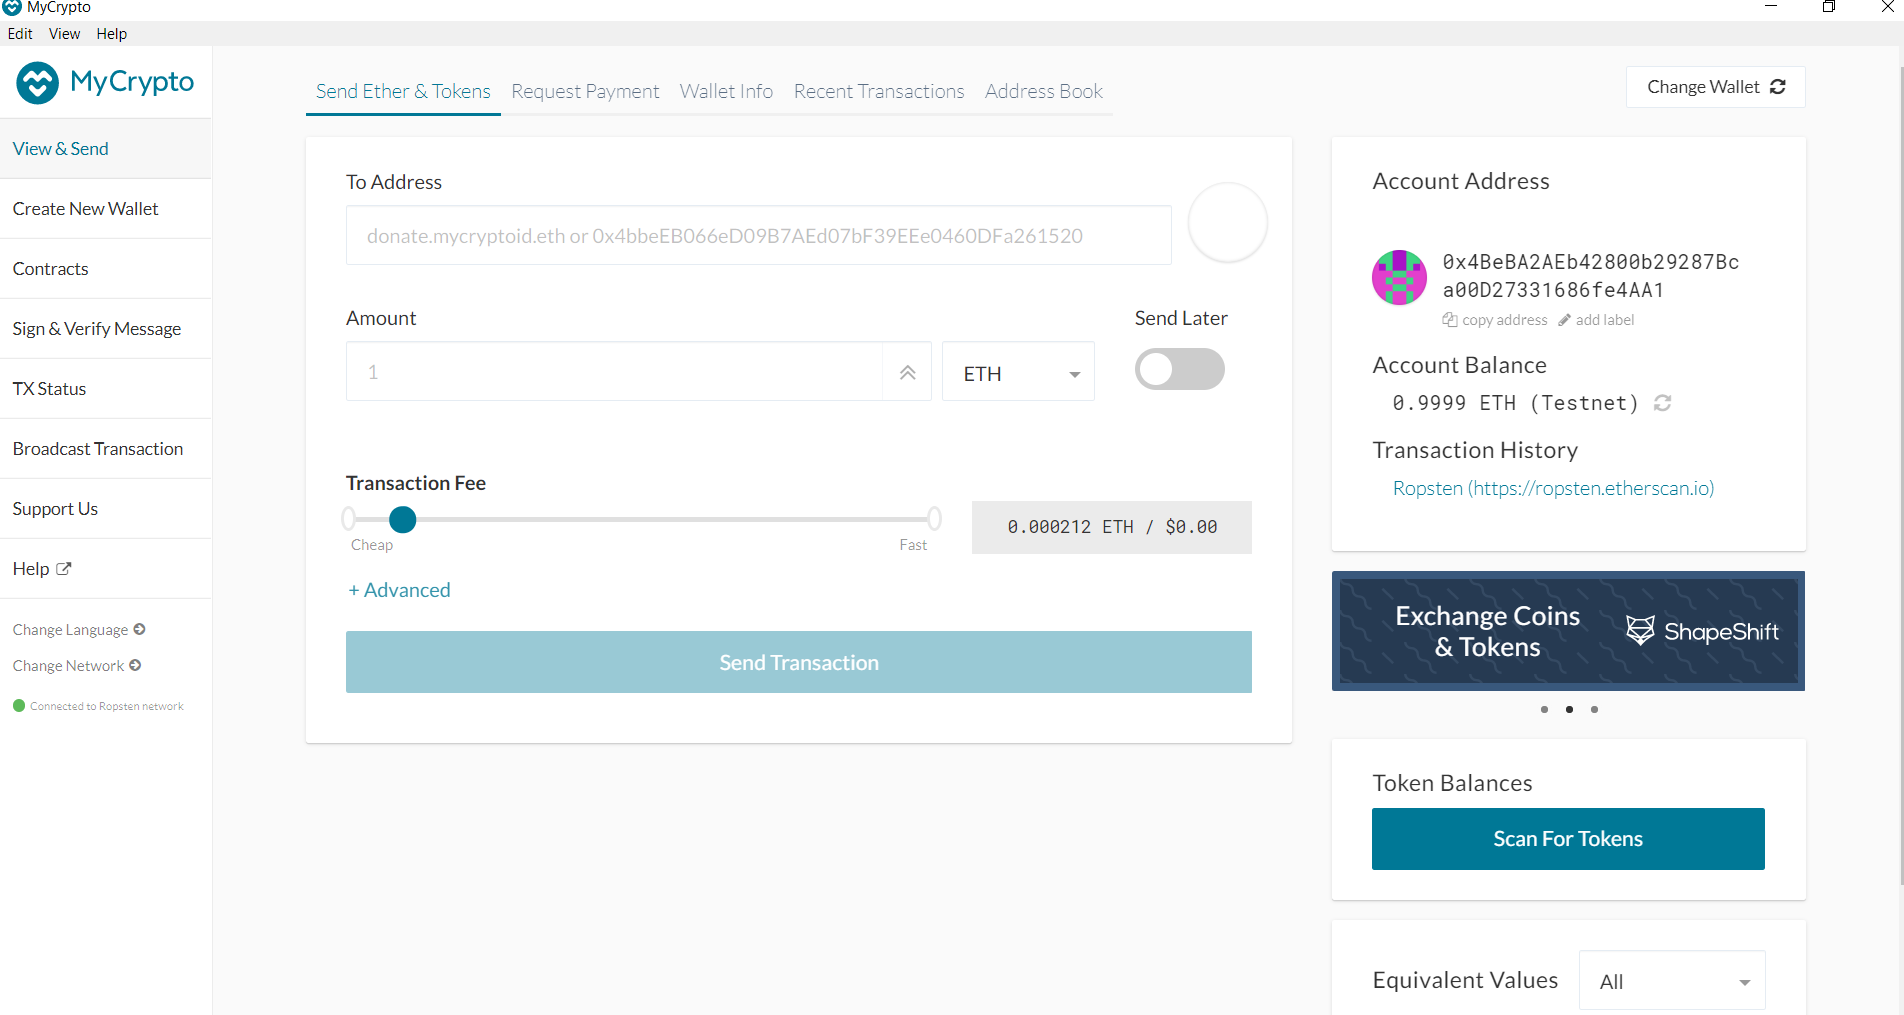 MyCrypto
Edit View Help
MyCrypto
View & Send
Create New Wallet
Contracts
Sign & Verify Message
TX Status
Broadcast Transaction
Support Us
Help
Change Language
Change Network
Connected to Ropsten network
Send Ether & Tokens Request Payment Wallet Info Recent Transactions Address Book
Change Wallet
To Address
donate.mycryptoid.eth or 0x4bbeEB066eD09B7AEd07bF39EEe0460DFa261520
Amount
Send Later
1
ETH
Transaction Fee
Cheap
Fast
0.000212 ETH / $0.00
+ Advanced
Send Transaction
Account Address
0x4BeBA2AEb42800b29287Bc
a00D27331686fe4AA1
copy address add label
Account Balance
0.9999 ETH (Testnet)
Transaction History
Ropsten (https://ropsten.etherscan.io)
Exchange Coins
& Tokens
ShapeShift
Token Balances
Scan For Tokens
Equivalent Values
All